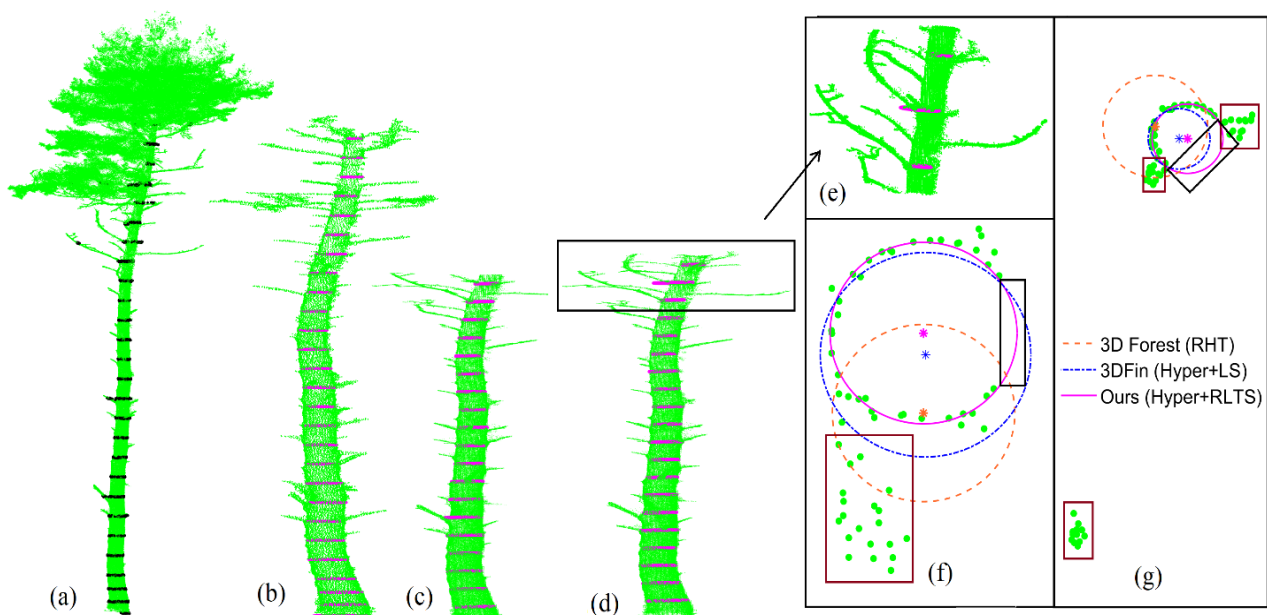 (a)
(b)
(c)
(d)
(e)
(f)
(g)
3D Forest (RHT)
3DFin (Hyper+LS)
Ours (Hyper+RLTS)